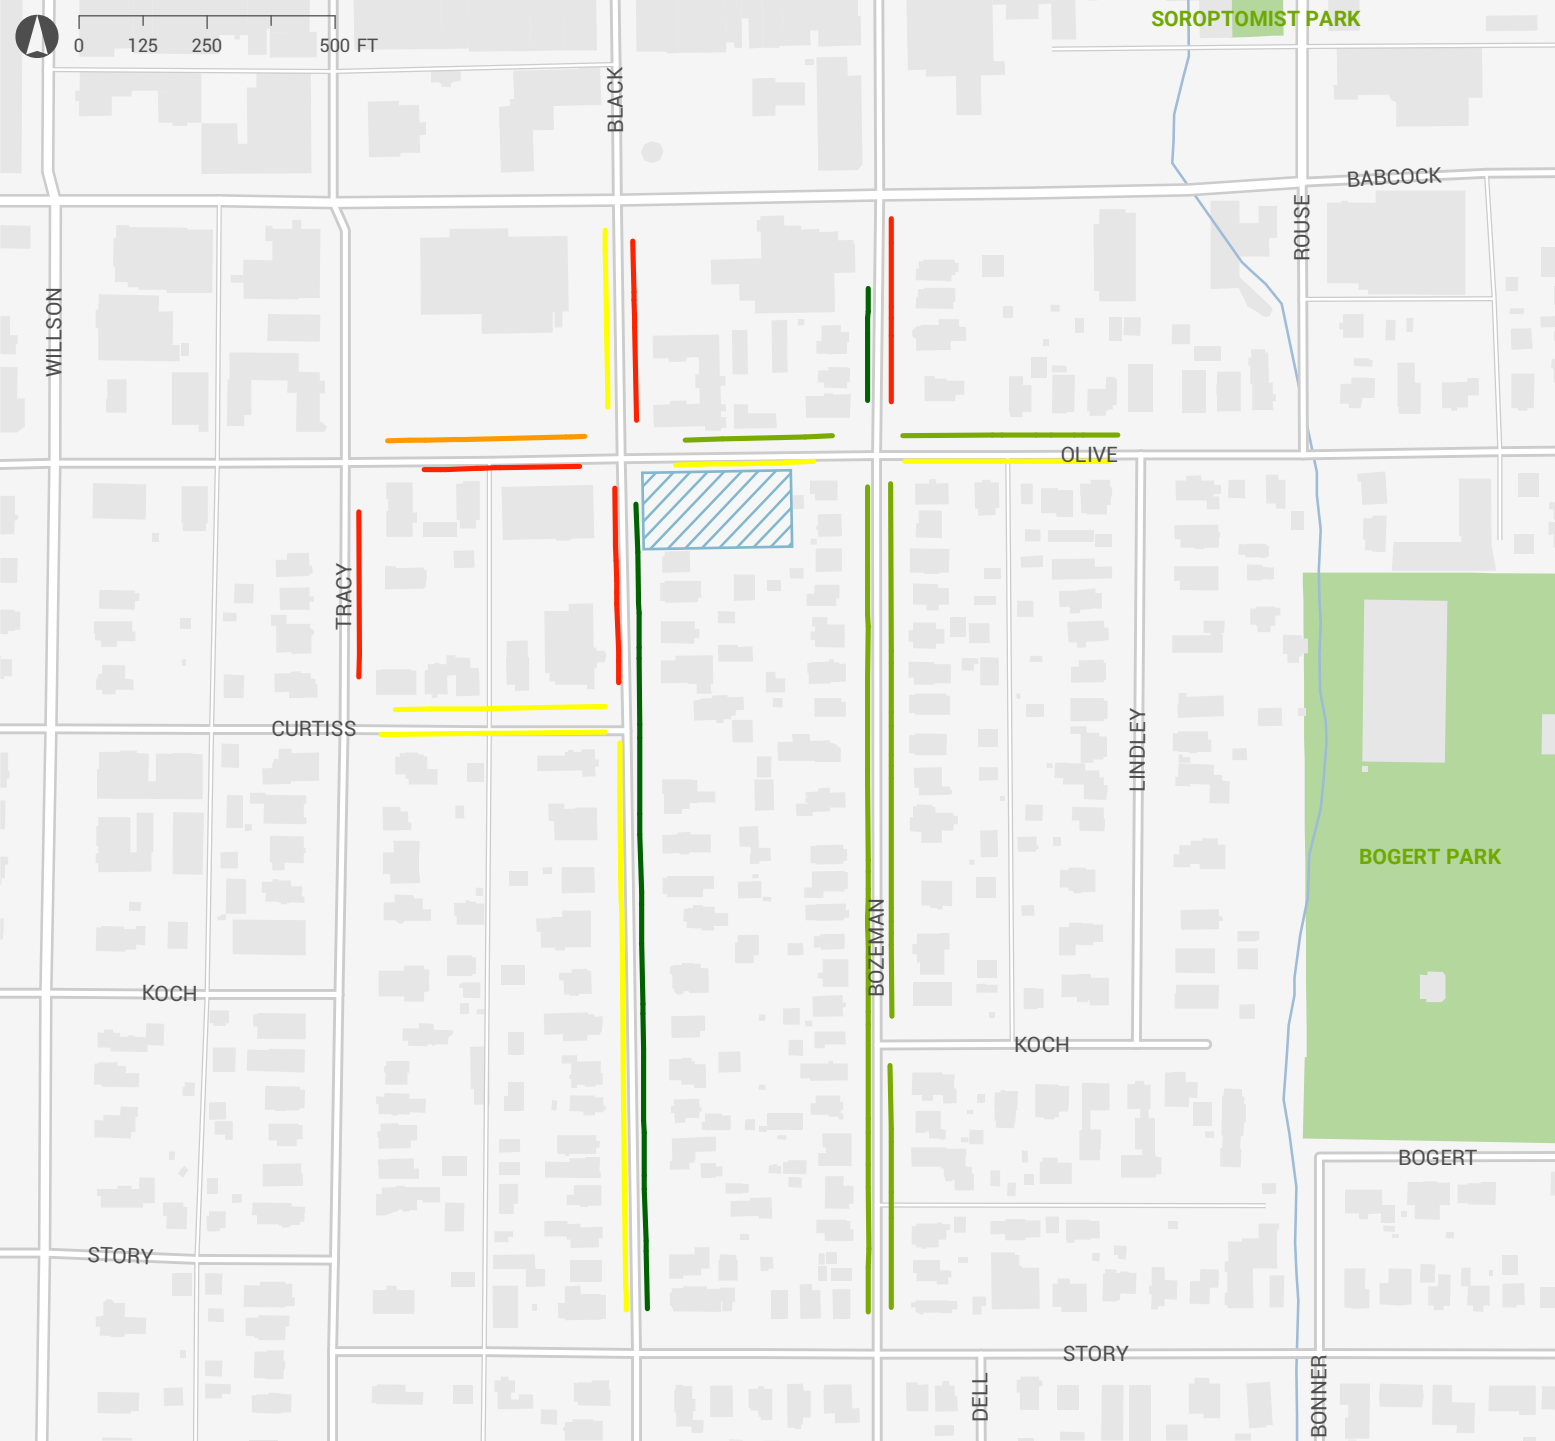 SOROPTOMIST PARK
0 125 250 500 FT
BLACK
BABCOCK
ROUSE
WILLSON
OLIVE
TRACY
CURTISS
LINDLEY
BOGERT PARK
BOZEMAN
KOCH
KOCH
BOGERT
STORY
STORY
DELL
BONNER